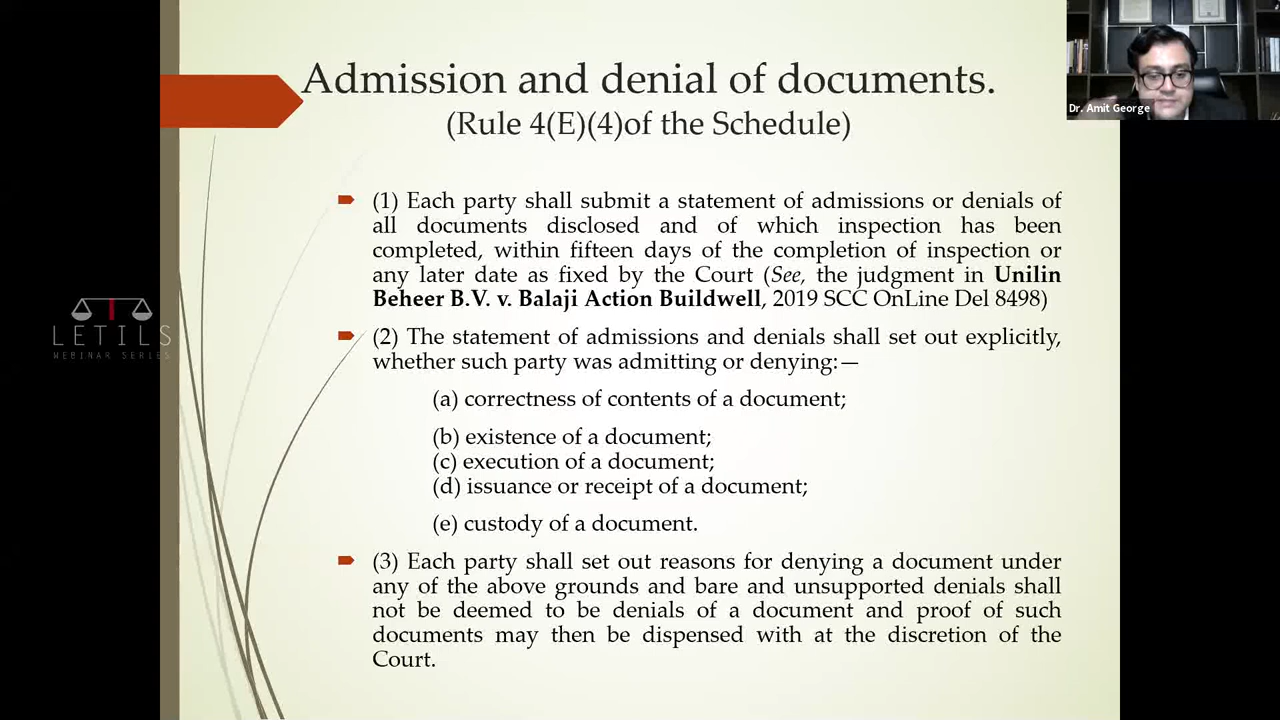 Admission and denial of documents.
(Rule 4(E)(4)of the Schedule)
Dr. Amit George
(1) Each party shall submit a statement of admissions or denials of
all documents disclosed and of which inspection has been
completed, within fifteen days of the completion of inspection or
any later date as fixed by the Court (See, the judgment in Unilin
Beheer B.V. v. Balaji Action Buildwell, 2019 SCC OnLine Del 8498)
LETILS
WEBINAR SERIES
(2) The statement of admissions and denials shall set out explicitly,
whether such party was admitting or denying:—
(a) correctness of contents of a document;
(b) existence of a document;
(c) execution of a document;
(d) issuance or receipt of a document;
(e) custody of a document.
(3) Each party shall set out reasons for denying a document under
any of the above grounds and bare and unsupported denials shall
not be deemed to be denials of a document and proof of such
documents may then be dispensed with at the discretion of the
Court.